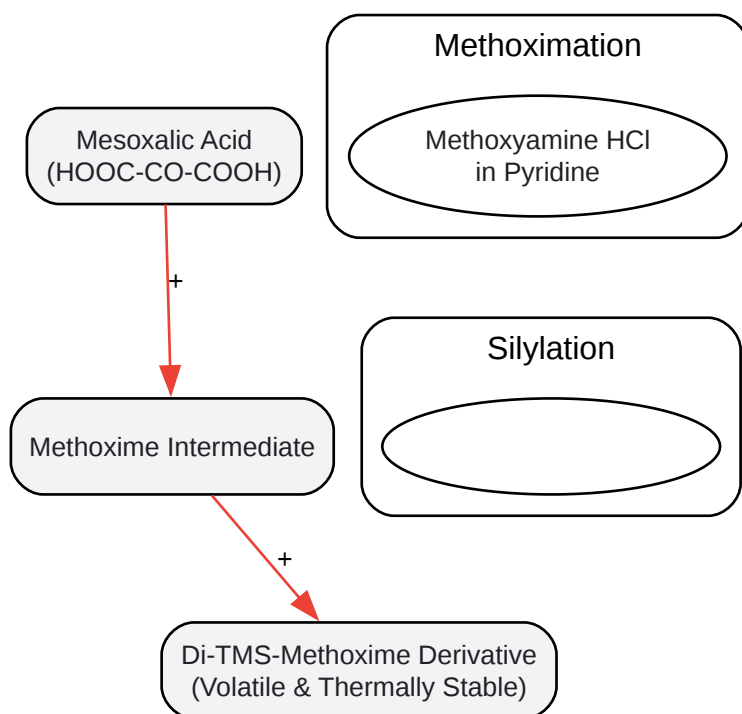 Methoximation
Mesoxalic Acid
(HOOC-CO-COOH)
Methoxyamine HCl
in Pyridine
+
Silylation
Methoxime Intermediate
+
Di-TMS-Methoxime Derivative
(Volatile & Thermally Stable)